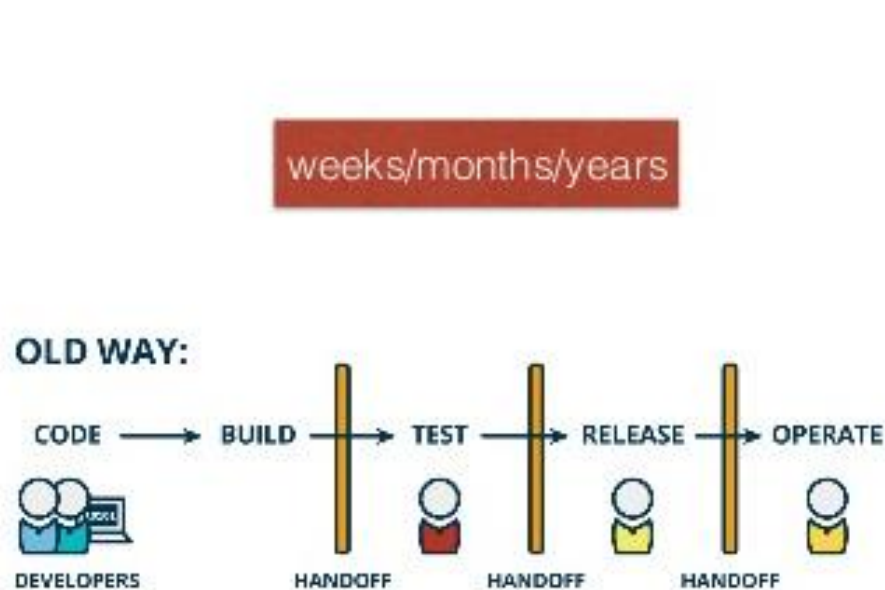 weeks/months/years
OLD WAY:
CODE BUILD TEST RELEASE OPERATE
DEVELOPERS HANDOFF HANDOFF HANDOFF